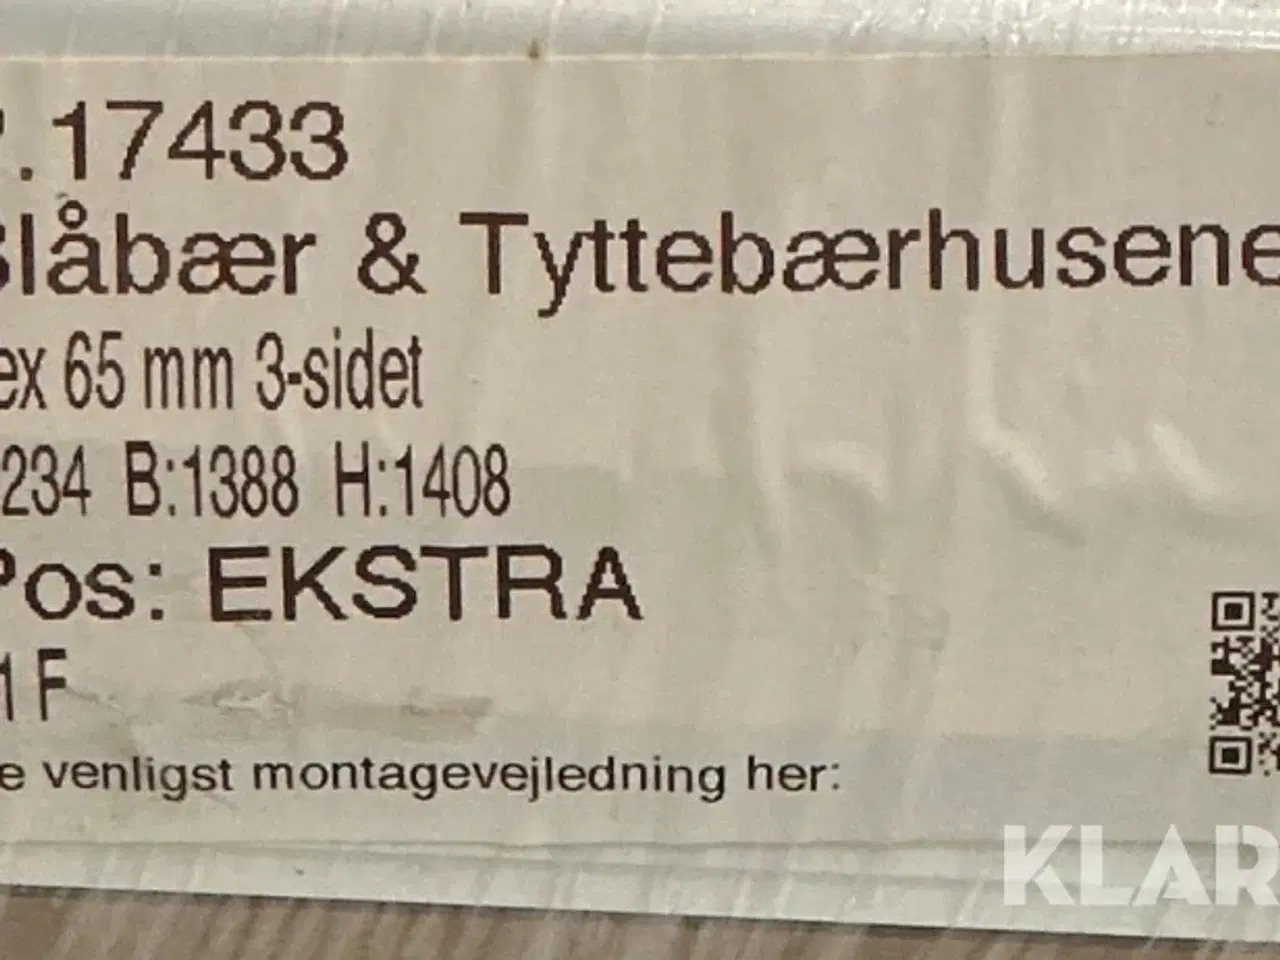 .17433
Blåbær & Tyttebærhusene
ex 65 mm 3-sidet
234 B:1388 H:1408
Pos: EKSTRA
1 F
e venligst montagevejledning her:
KLAR